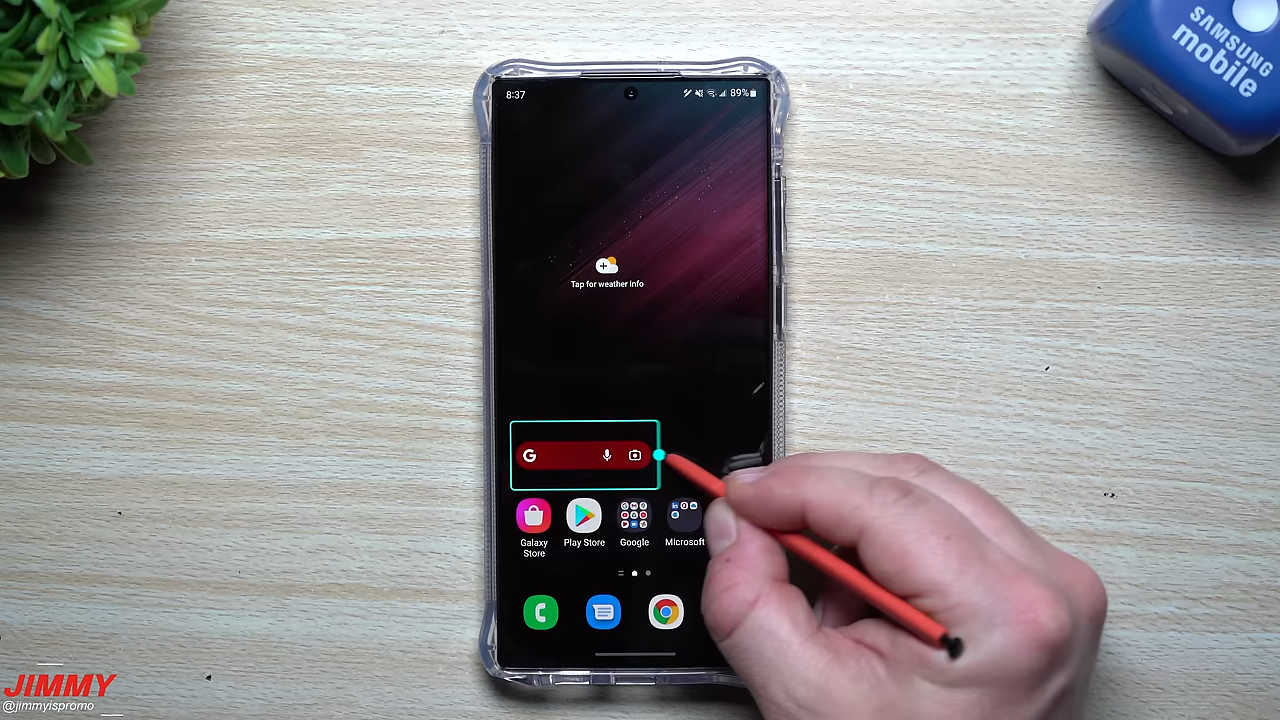 SAMSUNG
mobile
8:37
89%
Tap for weather info
G
Galaxy
Store
Play Store
Google
Microsoft
JIMMY
@jimmyispromo